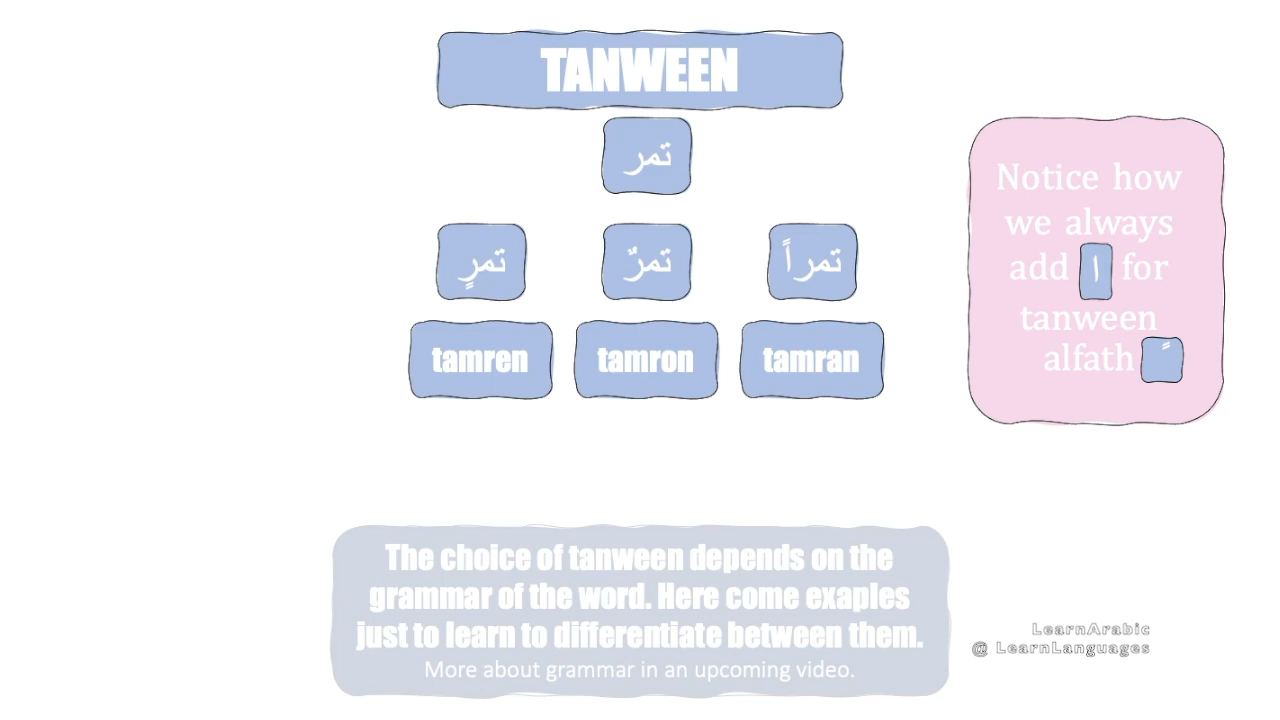 TANWEEN
تمر
تمرٍ تمرٌ تمراً
tamren tamron tamran
Notice how
we always
add ا for
tanween
alfath ً
The choice of tanween depends on the
grammar of the word. Here come exaples
just to learn to differentiate between them.
More about grammar in an upcoming video.
LearnArabic
@ LearnLanguages